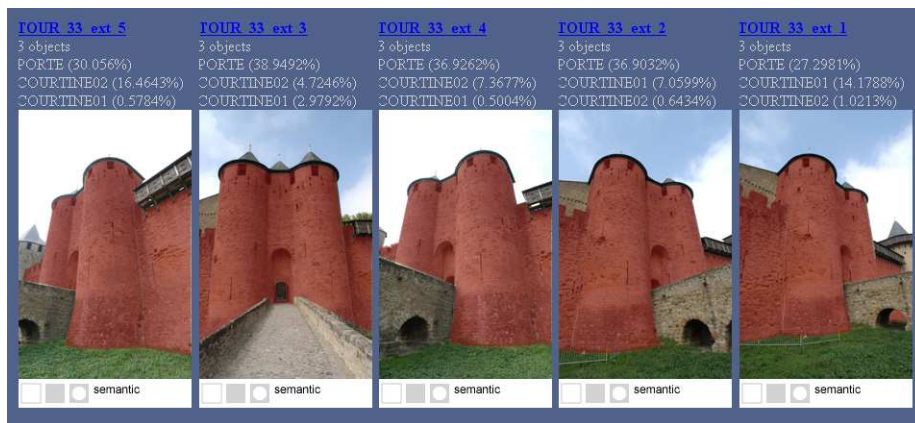 TOUR_33_ext_5
3 objects
PORTE (30.056%)
COURTINE02 (16.4643%)
COURTINE01 (0.5784%)
semantic
TOUR_33_ext_3
3 objects
PORTE (38.9492%)
COURTINE02 (4.7246%)
COURTINE01 (2.9792%)
semantic
TOUR_33_ext_4
3 objects
PORTE (36.9262%)
COURTINE02 (7.3677%)
COURTINE01 (0.5004%)
semantic
TOUR_33_ext_2
3 objects
PORTE (36.9032%)
COURTINE01 (7.0599%)
COURTINE02 (0.6434%)
semantic
TOUR_33_ext_1
3 objects
PORTE (27.2981%)
COURTINE01 (14.1788%)
COURTINE02 (1.0213%)
semantic